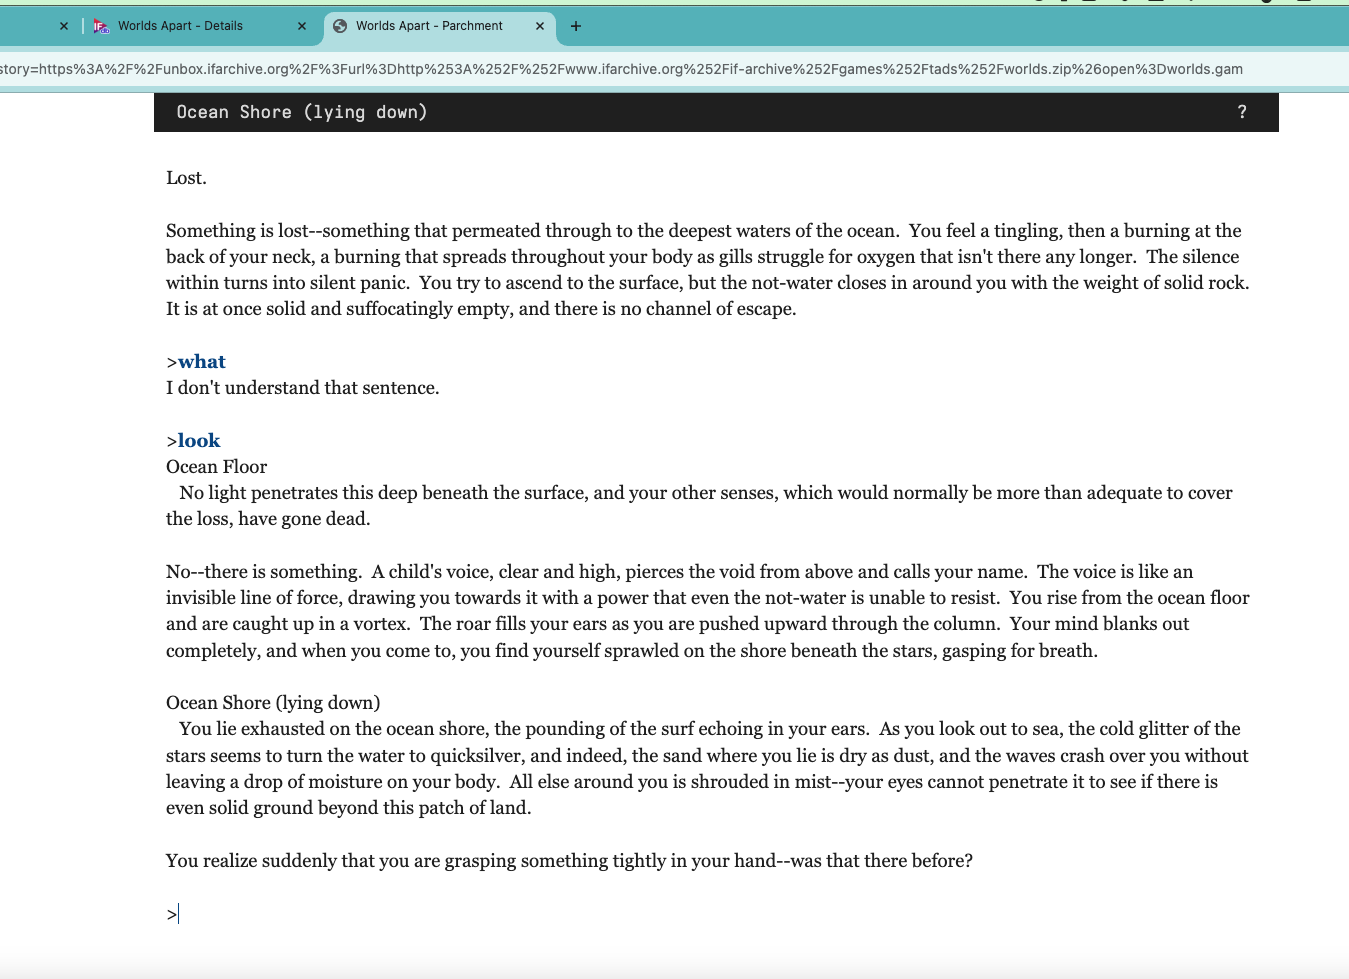 Worlds Apart - Details
Worlds Apart - Parchment
story=https%3A%2F%2Funbox.ifarchive.org%2F%3Furl%3Dhttp%253A%252F%252Fwww.ifarchive.org%252Fif-archive%252Fgames%252Ftads%252Fworlds.zip%26open%3Dworlds.gam
Ocean Shore (lying down) ?
Lost.
Something is lost--something that permeated through to the deepest waters of the ocean.  You feel a tingling, then a burning at the
back of your neck, a burning that spreads throughout your body as gills struggle for oxygen that isn't there any longer.  The silence
within turns into silent panic.  You try to ascend to the surface, but the not-water closes in around you with the weight of solid rock.
It is at once solid and suffocatingly empty, and there is no channel of escape.
>what
I don't understand that sentence.
>look
Ocean Floor
No light penetrates this deep beneath the surface, and your other senses, which would normally be more than adequate to cover
the loss, have gone dead.
No--there is something.  A child's voice, clear and high, pierces the void from above and calls your name.  The voice is like an
invisible line of force, drawing you towards it with a power that even the not-water is unable to resist.  You rise from the ocean floor
and are caught up in a vortex.  The roar fills your ears as you are pushed upward through the column.  Your mind blanks out
completely, and when you come to, you find yourself sprawled on the shore beneath the stars, gasping for breath.
Ocean Shore (lying down)
You lie exhausted on the ocean shore, the pounding of the surf echoing in your ears.  As you look out to sea, the cold glitter of the
stars seems to turn the water to quicksilver, and indeed, the sand where you lie is dry as dust, and the waves crash over you without
leaving a drop of moisture on your body.  All else around you is shrouded in mist--your eyes cannot penetrate it to see if there is
even solid ground beyond this patch of land.
You realize suddenly that you are grasping something tightly in your hand--was that there before?
>